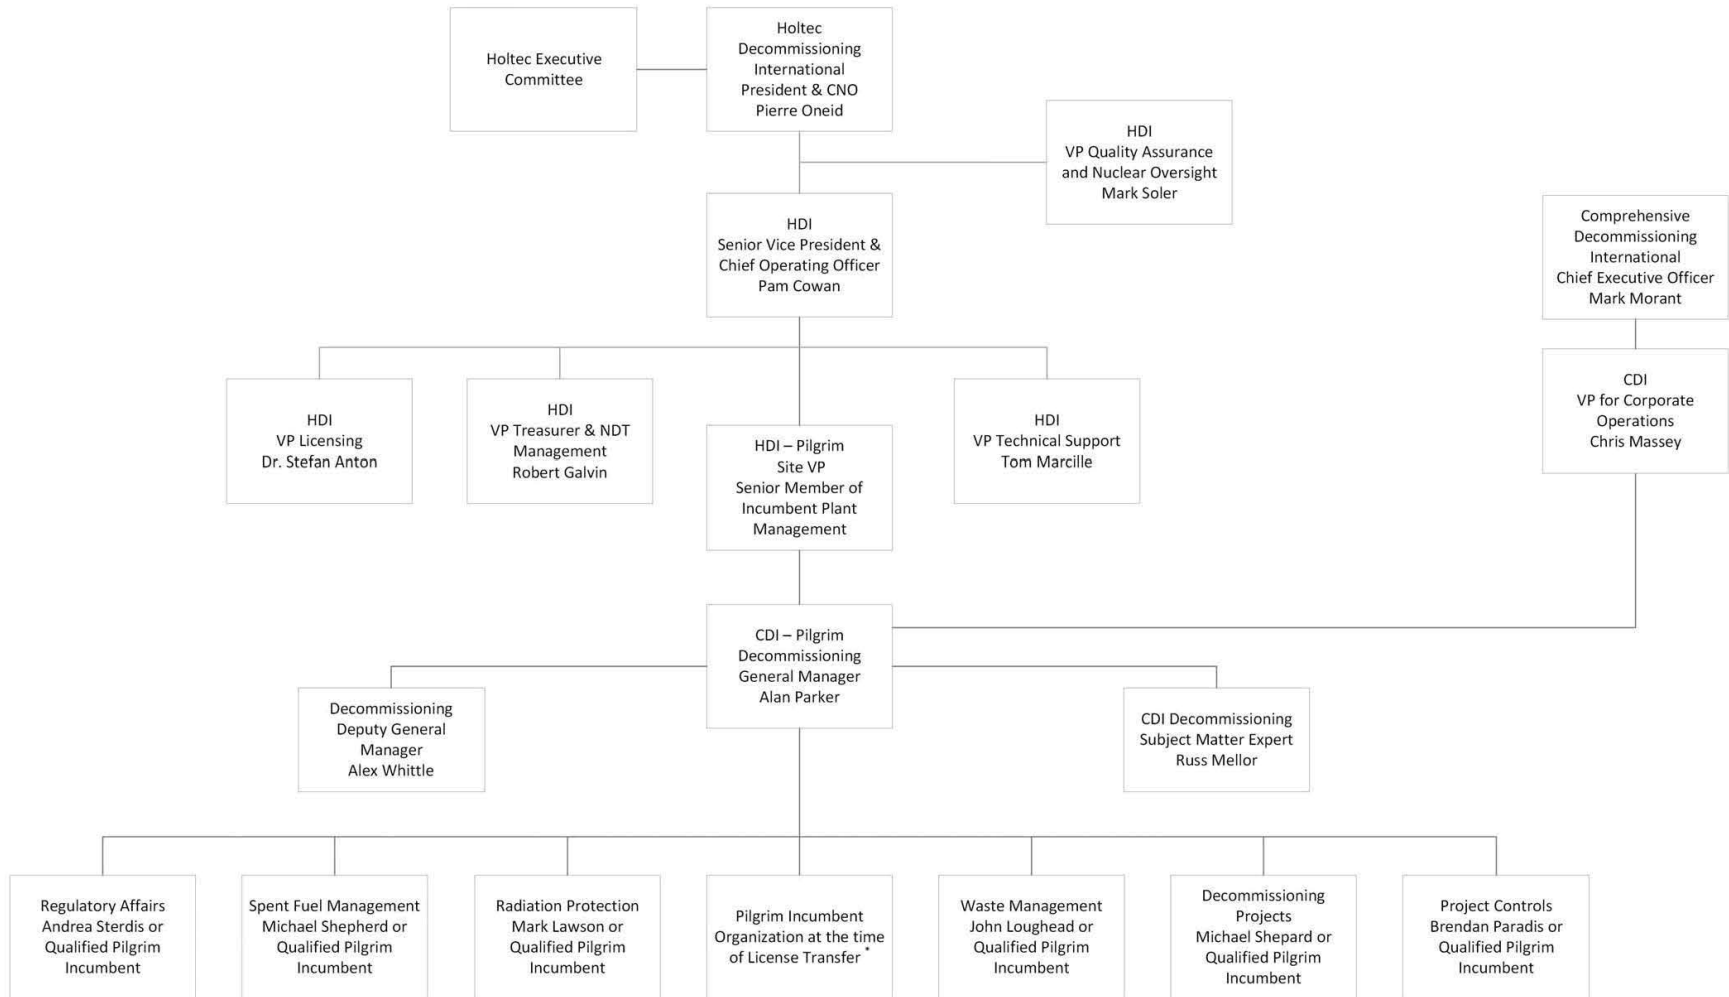 Holtec Executive
Committee
Holtec
Decommissioning
International
President & CNO
Pierre Oneid
HDI
VP Quality Assurance
and Nuclear Oversight
Mark Soler
HDI
Senior Vice President &
Chief Operating Officer
Pam Cowan
Comprehensive
Decommissioning
International
Chief Executive Officer
Mark Morant
CDI
VP for Corporate
Operations
Chris Massey
HDI
VP Licensing
Dr. Stefan Anton
HDI
VP Treasurer & NDT
Management
Robert Galvin
HDI – Pilgrim
Site VP
Senior Member of
Incumbent Plant
Management
HDI
VP Technical Support
Tom Marcille
CDI – Pilgrim
Decommissioning
General Manager
Alan Parker
Decommissioning
Deputy General
Manager
Alex Whittle
CDI Decommissioning
Subject Matter Expert
Russ Mellor
Regulatory Affairs
Andrea Sterdis or
Qualified Pilgrim
Incumbent
Spent Fuel Management
Michael Shepherd or
Qualified Pilgrim
Incumbent
Radiation Protection
Mark Lawson or
Qualified Pilgrim
Incumbent
Pilgrim Incumbent
Organization at the time
of License Transfer *
Waste Management
John Loughead or
Qualified Pilgrim
Incumbent
Decommissioning
Projects
Michael Shepard or
Qualified Pilgrim
Incumbent
Project Controls
Brendan Paradis or
Qualified Pilgrim
Incumbent